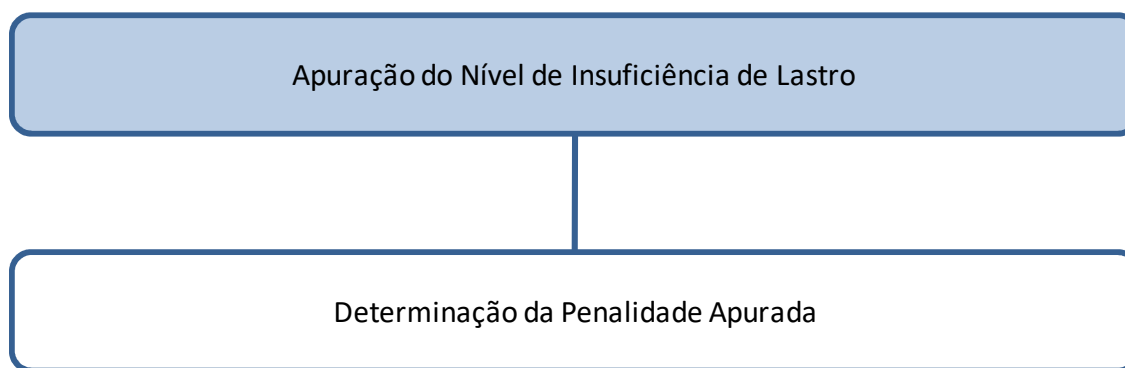 Apuração do Nível de Insuficiência de Lastro
Determinação da Penalidade Apurada